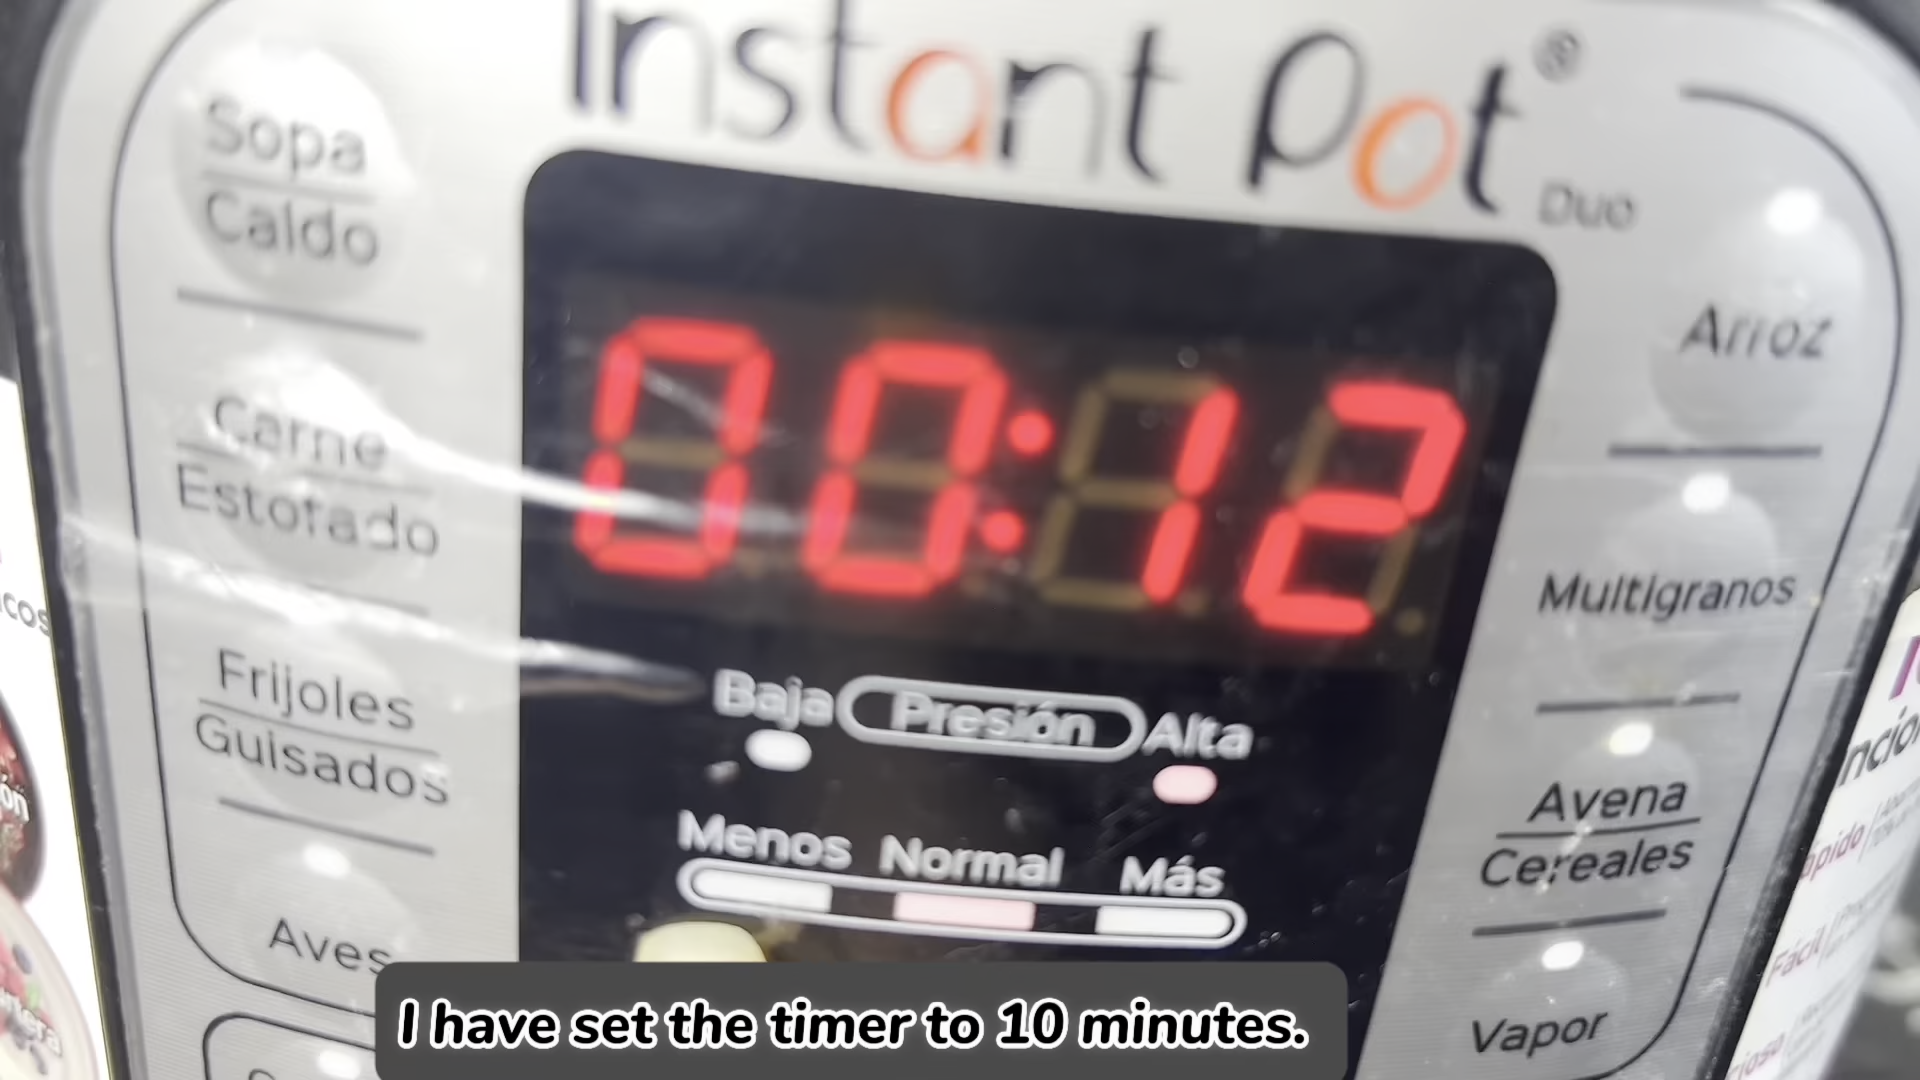 Instant Pot®
Duo
Sopa
Caldo
Carne
Estofado
Frijoles
Guisados
Aves
00:12
Baja Presión Alta
Menos Normal Más
Arroz
Multigranos
Avena
Cereales
Vapor
I have set the timer to 10 minutes.